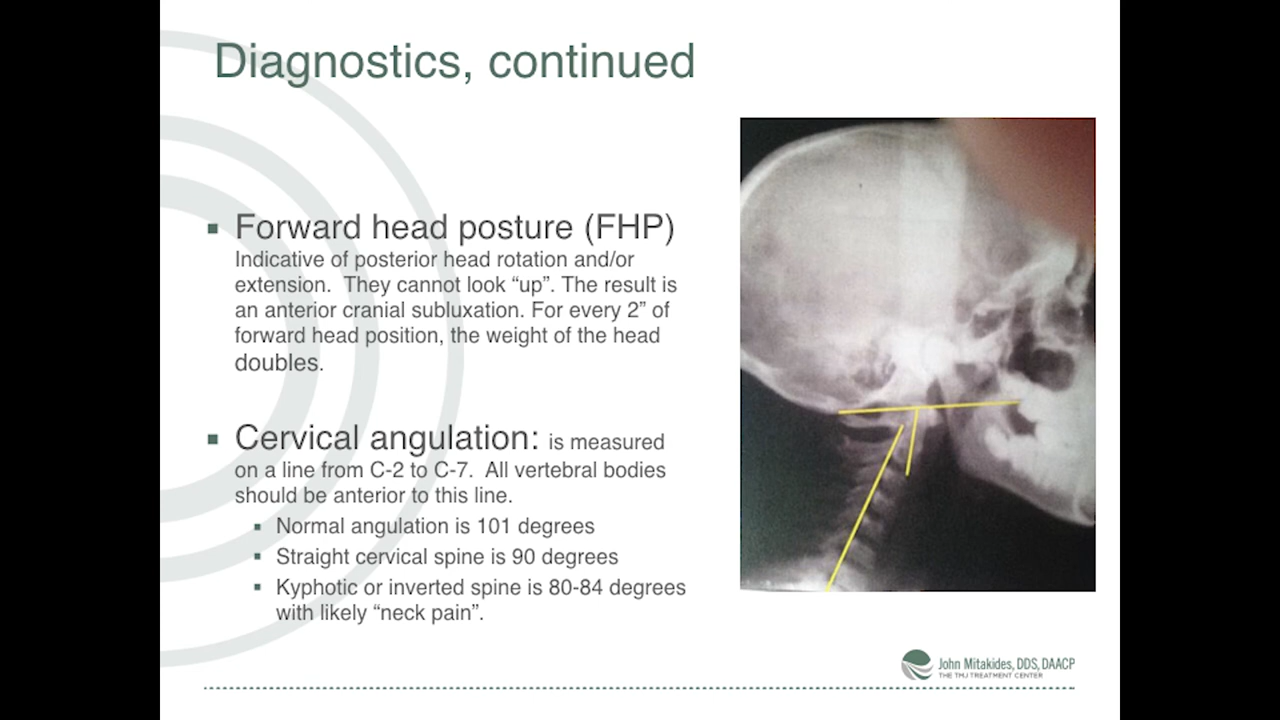 Diagnostics, continued
Forward head posture (FHP)
Indicative of posterior head rotation and/or
extension. They cannot look “up”. The result is
an anterior cranial subluxation. For every 2” of
forward head position, the weight of the head
doubles.
Cervical angulation: is measured
on a line from C-2 to C-7. All vertebral bodies
should be anterior to this line.
Normal angulation is 101 degrees
Straight cervical spine is 90 degrees
Kyphotic or inverted spine is 80-84 degrees
with likely “neck pain”.
John Mitakides, DDS, DAACP
THE TMJ TREATMENT CENTER